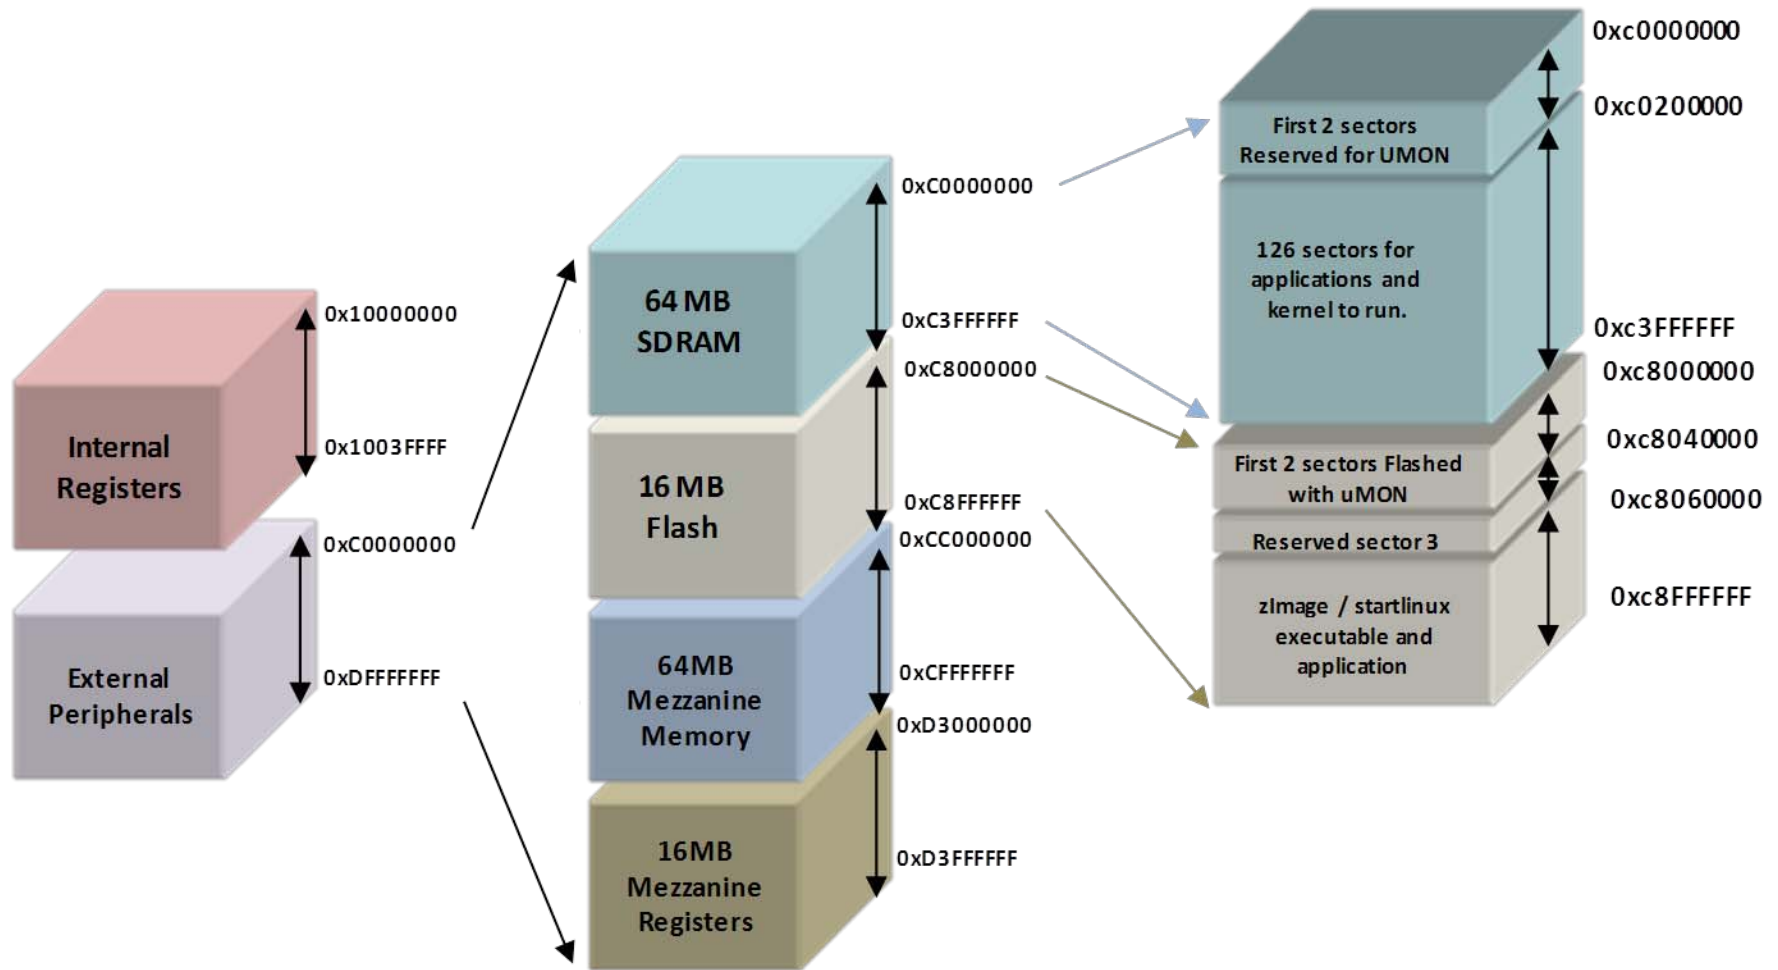 Internal
Registers
0x10000000
0x1003FFFF
External
Peripherals
0xC0000000
0xDFFFFFFF
64 MB
SDRAM
0xC0000000
0xC3FFFFFF
16 MB
Flash
0xC8000000
0xC8FFFFFF
64MB
Mezzanine
Memory
0xCC000000
0xCFFFFFFF
16MB
Mezzanine
Registers
0xD3000000
0xD3FFFFFF
First 2 sectors
Reserved for UMON
0xc0000000
0xc0200000
126 sectors for
applications and
kernel to run.
0xc3FFFFFF
First 2 sectors Flashed
with uMON
0xc8000000
0xc8040000
Reserved sector 3
0xc8060000
zImage / startlinux
executable and
application
0xc8FFFFFF